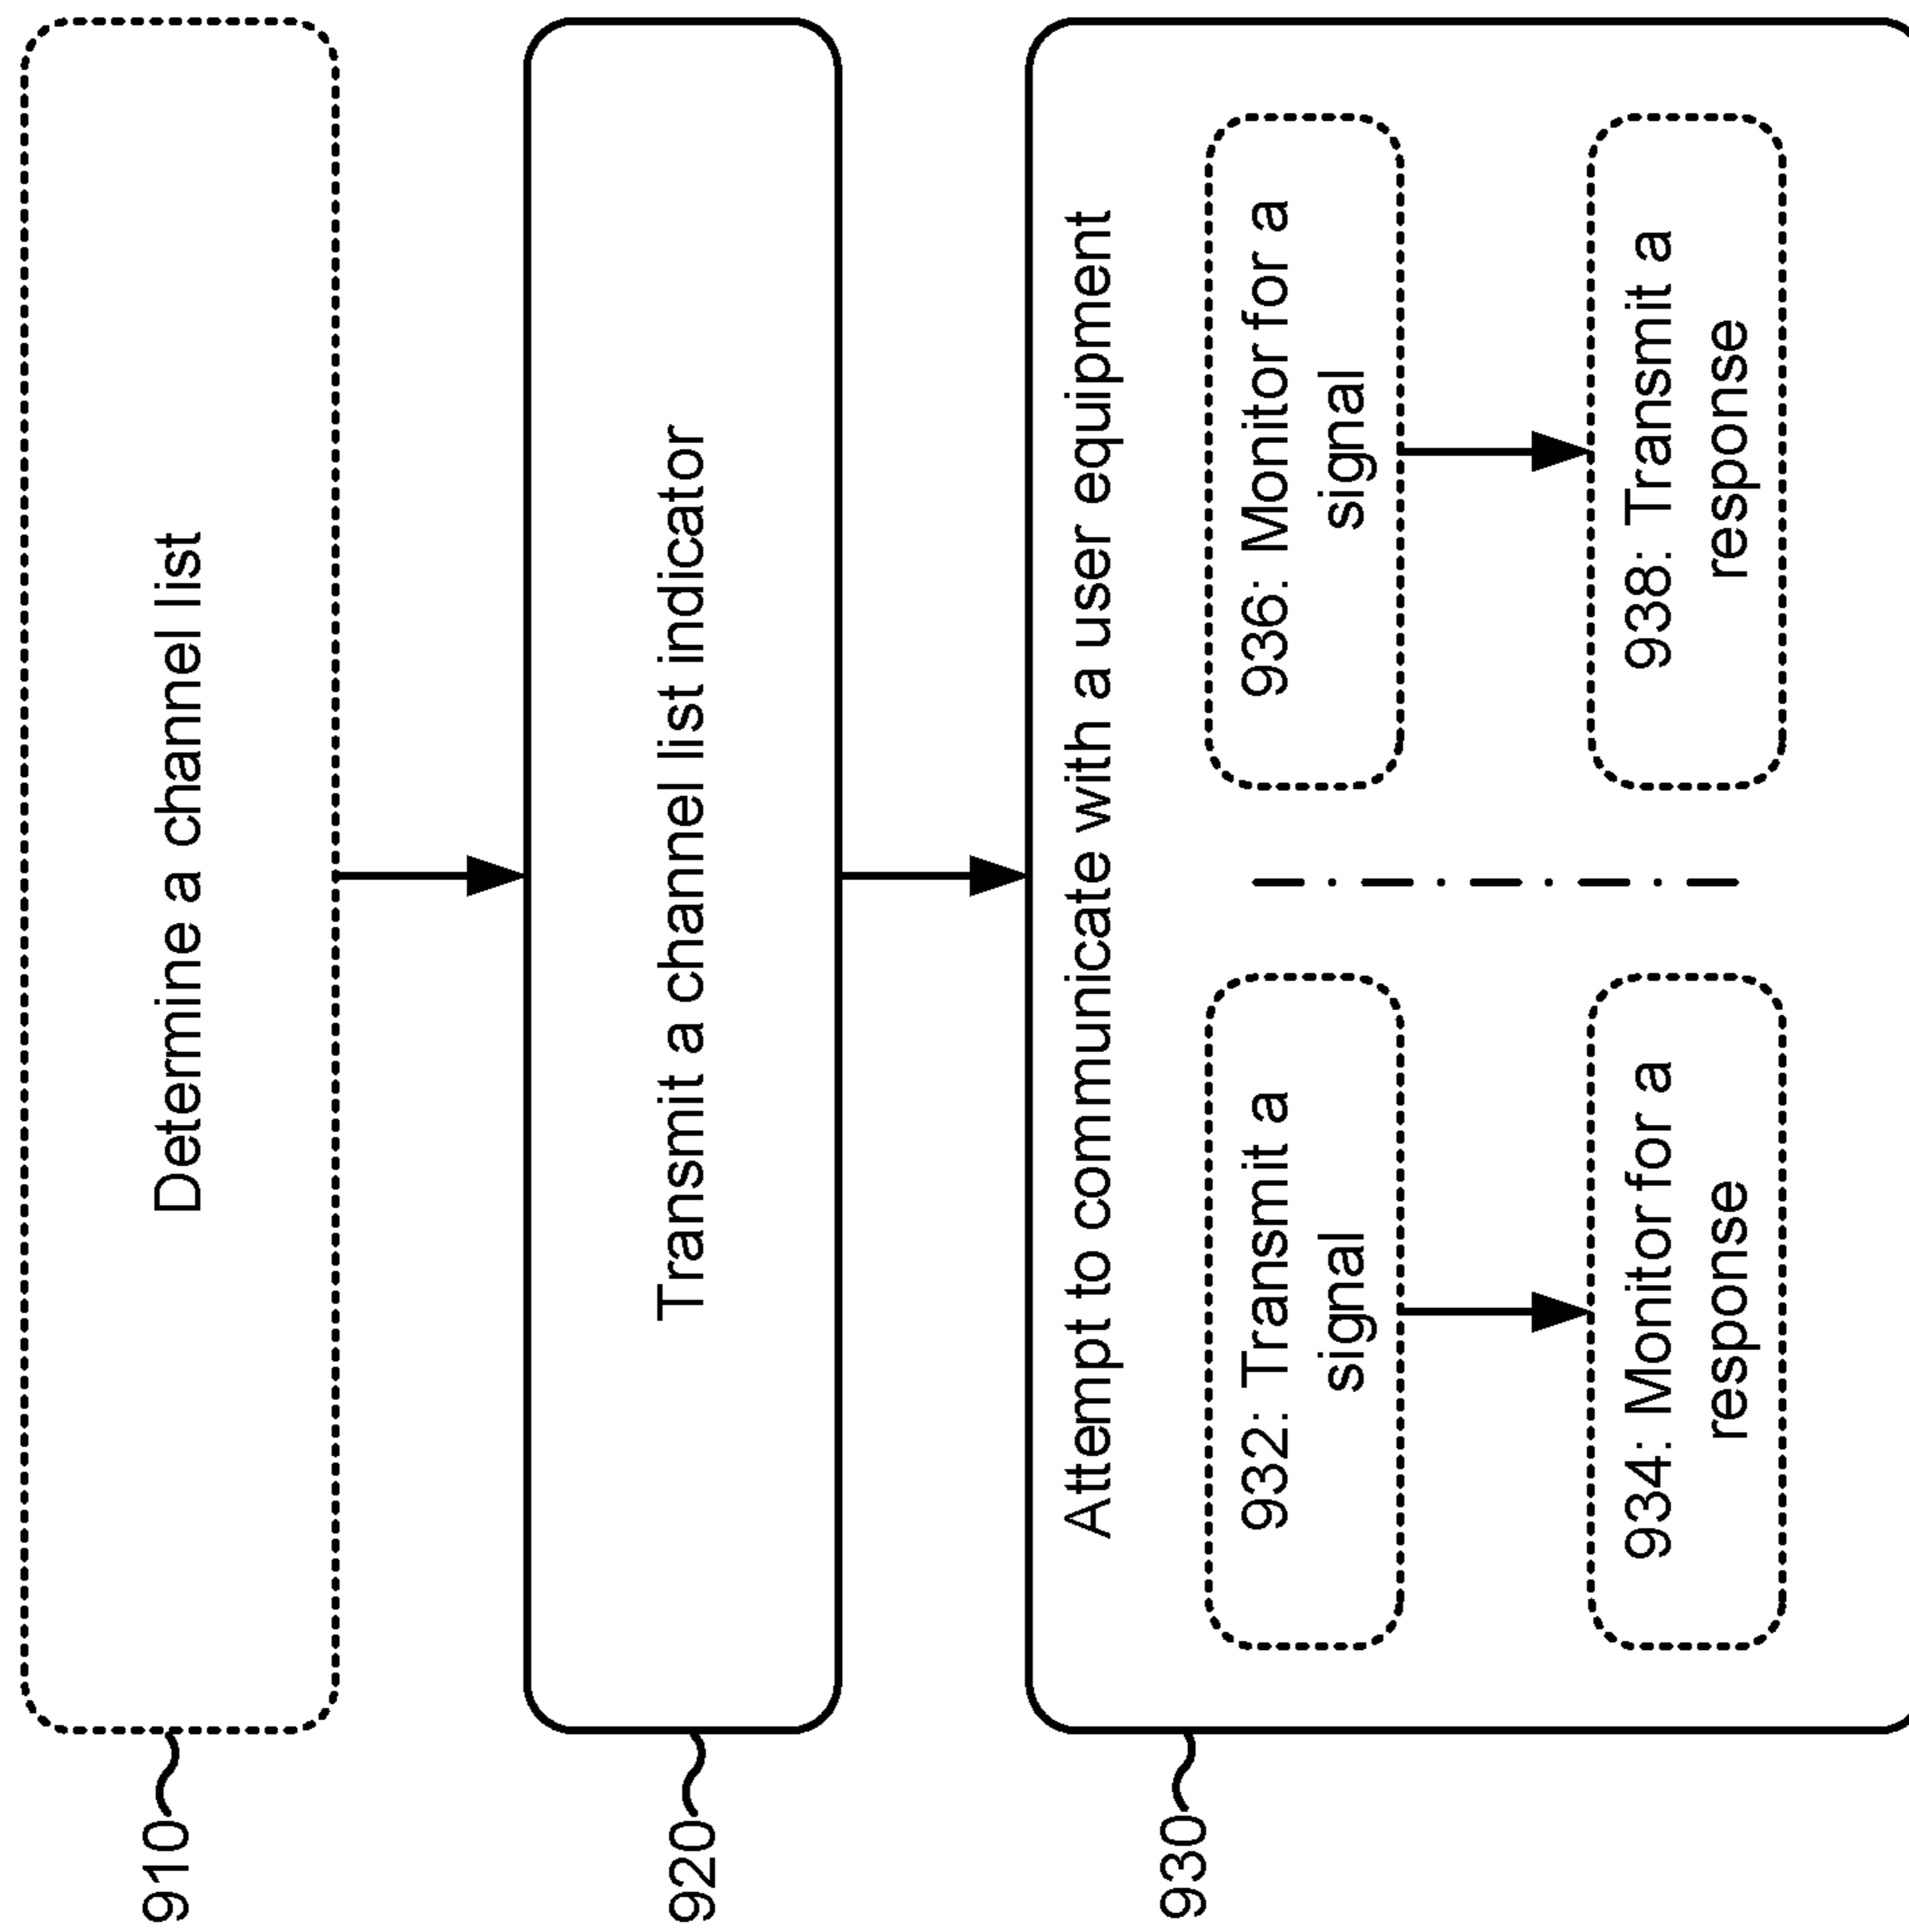 910
Determine a channel list
920
Transmit a channel list indicator
930
Attempt to communicate with a user equipment
932: Transmit a
signal
934: Monitor for a
response
936: Monitor for a
signal
938: Transmit a
response